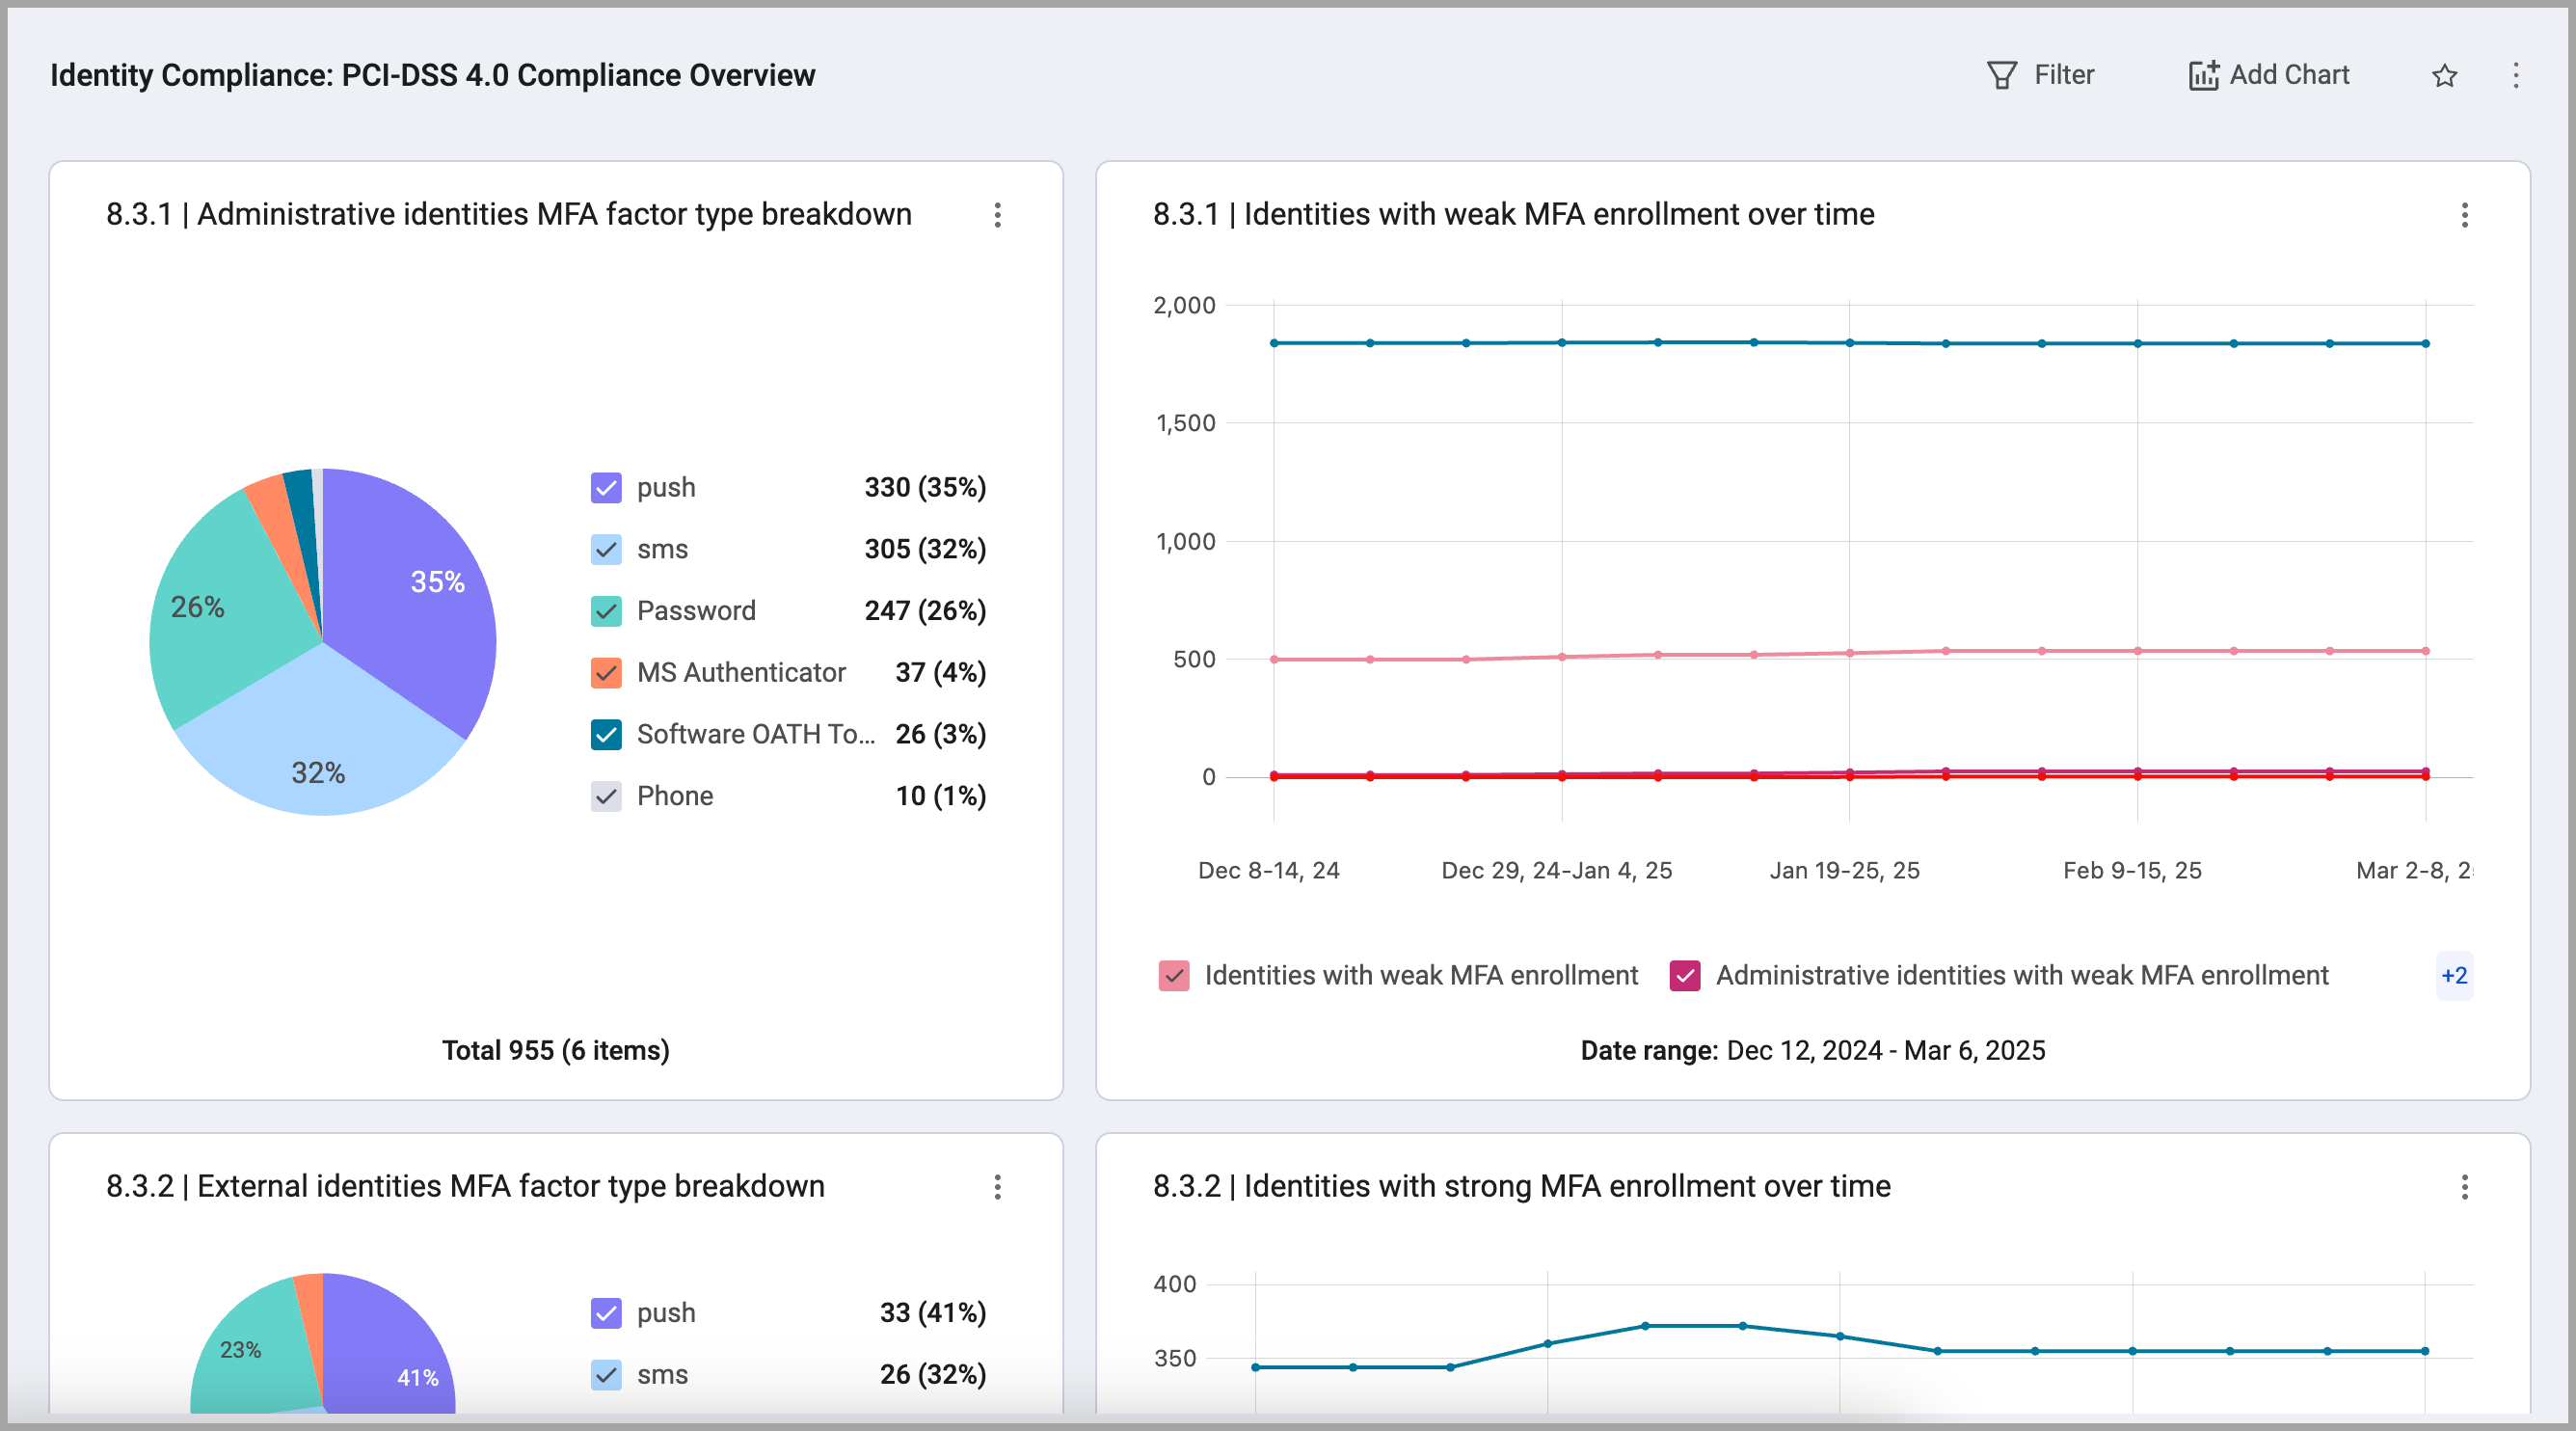 Identity Compliance: PCI-DSS 4.0 Compliance Overview
Filter
Add Chart
8.3.1 | Administrative identities MFA factor type breakdown
35%
26%
32%
push 330 (35%)
sms 305 (32%)
Password 247 (26%)
MS Authenticator 37 (4%)
Software OATH To... 26 (3%)
Phone 10 (1%)
Total 955 (6 items)
8.3.1 | Identities with weak MFA enrollment over time
2,000
1,500
1,000
500
0
Dec 8-14, 24 Dec 29, 24-Jan 4, 25 Jan 19-25, 25 Feb 9-15, 25 Mar 2-8, 2
Identities with weak MFA enrollment Administrative identities with weak MFA enrollment +2
Date range: Dec 12, 2024 - Mar 6, 2025
8.3.2 | External identities MFA factor type breakdown
23%
41%
push 33 (41%)
sms 26 (32%)
8.3.2 | Identities with strong MFA enrollment over time
400
350